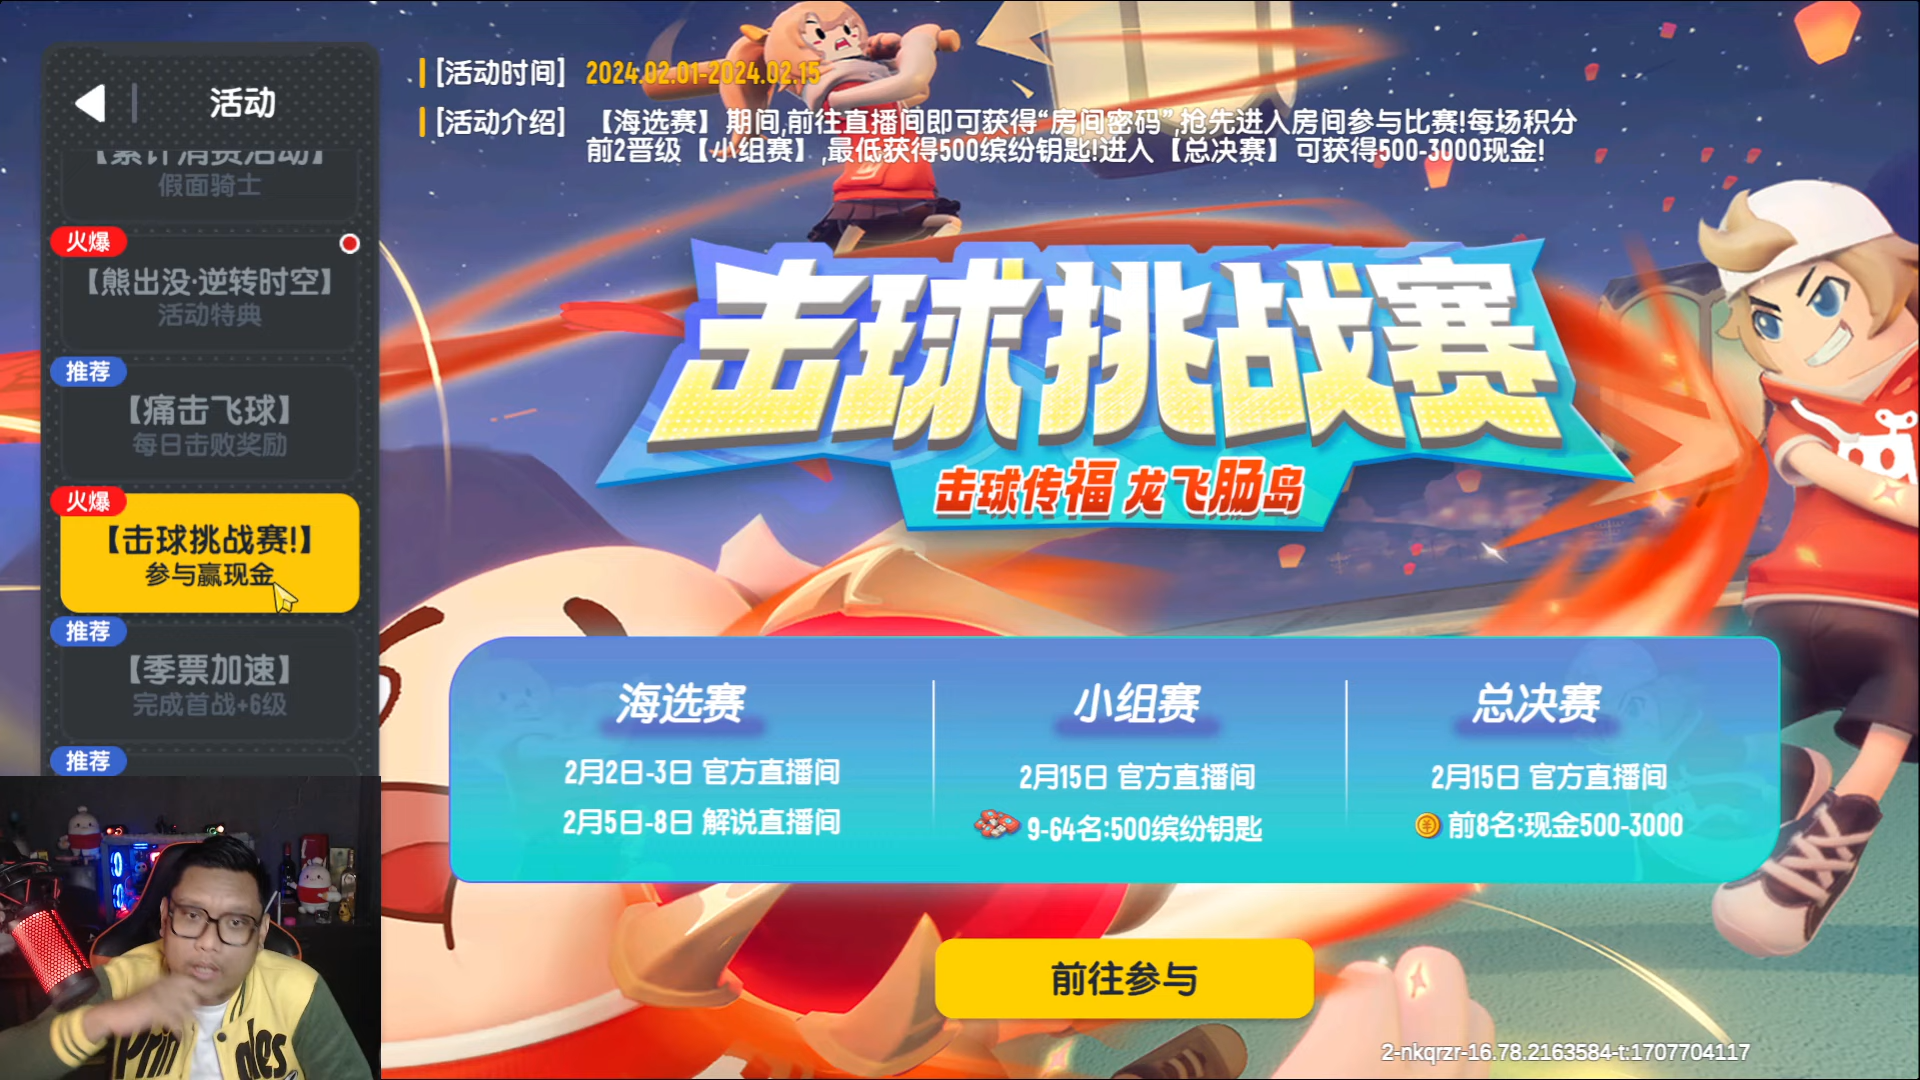 活动
【累计消费活动】
假面骑士
火爆
【熊出没·逆转时空】
活动特典
推荐
【痛击飞球】
每日击败奖励
火爆
【击球挑战赛!】
参与赢现金
推荐
【季票加速】
完成首战+6级
推荐
[活动时间] 2024.02.01-2024.02.15
[活动介绍] 【海选赛】期间,前往直播间即可获得“房间密码”,抢先进入房间参与比赛!每场积分
前2晋级【小组赛】,最低获得500缤纷钥匙!进入【总决赛】可获得500-3000现金!
击球挑战赛
击球传福 龙飞肠岛
海选赛
2月2日-3日 官方直播间
2月5日-8日 解说直播间
小组赛
2月15日 官方直播间
9-64名:500缤纷钥匙
总决赛
2月15日 官方直播间
前8名:现金500-3000
前往参与
2-nkqrzr-16.78.2163584-t:1707704117